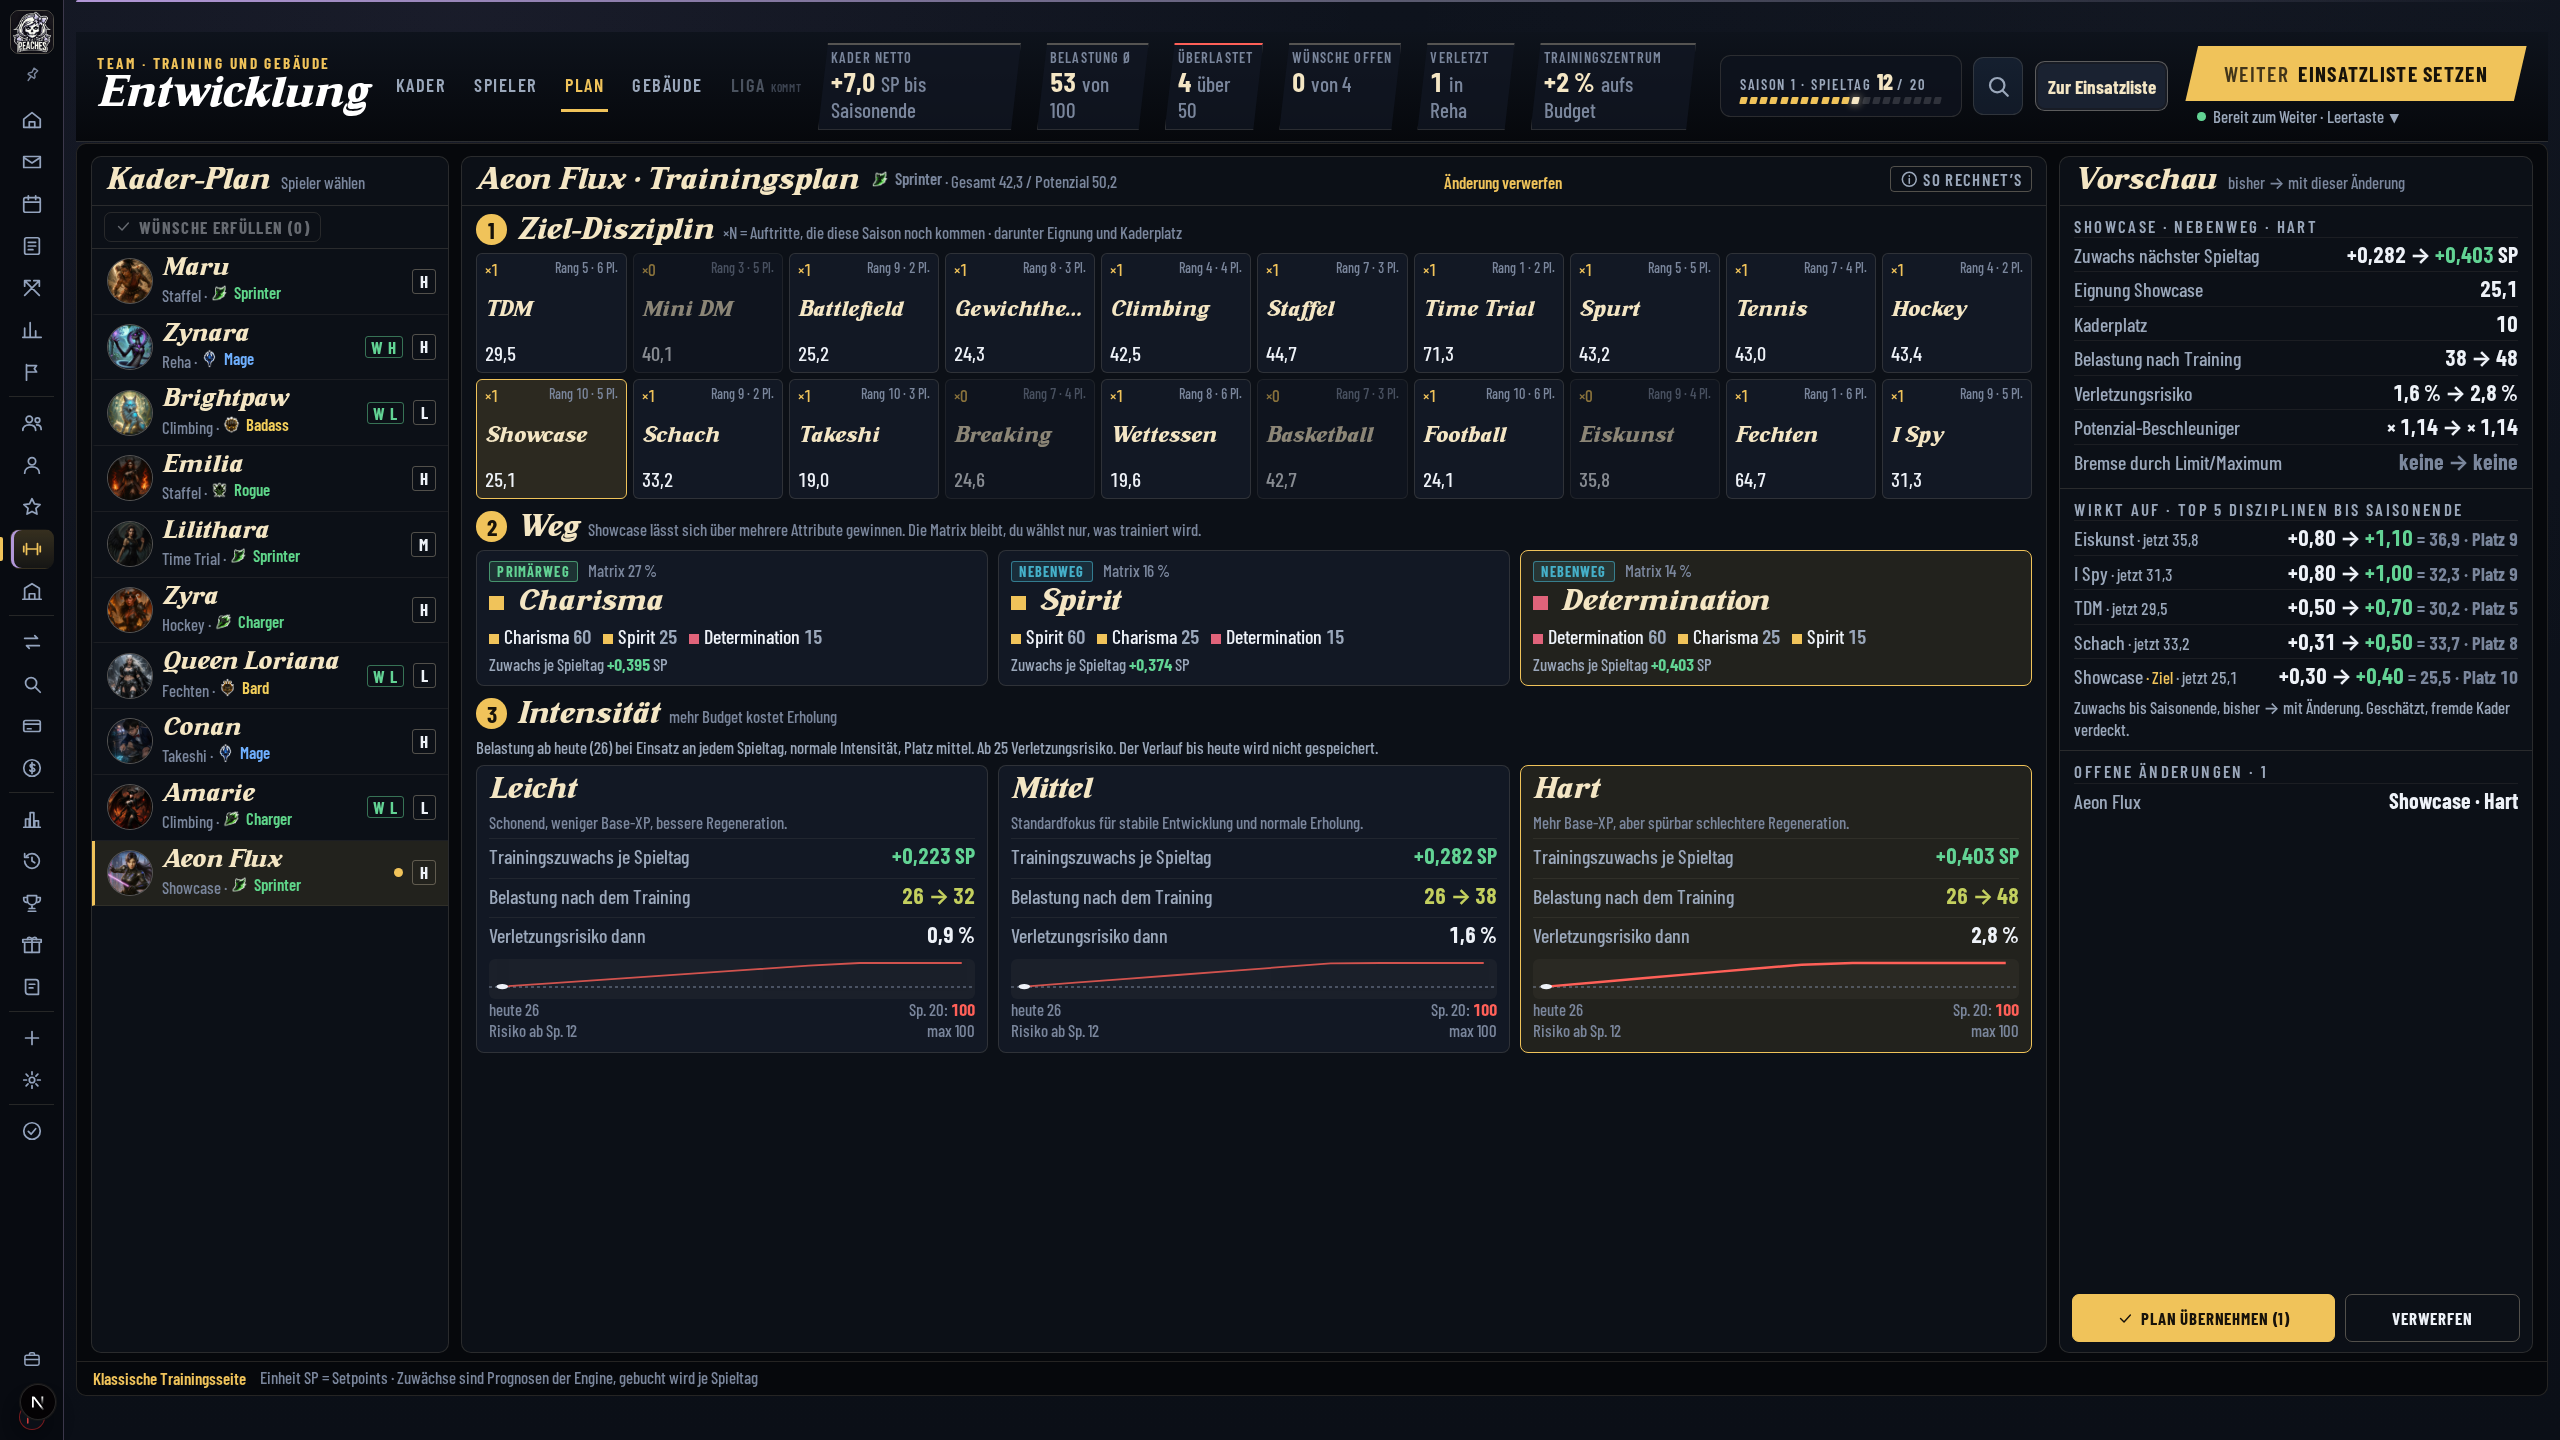 TEAM · TRAINING UND GEBÄUDE
Entwicklung
KADER
SPIELER
PLAN
GEBÄUDE
LIGA KOMMT
KADER NETTO
+7,0 SP bis
Saisonende
BELASTUNG Ø
53 von
100
ÜBERLASTET
4 über
50
WÜNSCHE OFFEN
0 von 4
VERLETZT
1 in
Reha
TRAININGSZENTRUM
+2 % aufs
Budget
SAISON 1 · SPIELTAG 12 / 20
Zur Einsatzliste
WEITER EINSATZLISTE SETZEN
Bereit zum Weiter · Leertaste ▼
Kader-Plan Spieler wählen
✓ WÜNSCHE ERFÜLLEN (0)
Maru
Staffel · Sprinter
H
Zynara
Reha · Mage
W H H
Brightpaw
Climbing · Badass
W L L
Emilia
Staffel · Rogue
H
Lilithara
Time Trial · Sprinter
M
Zyra
Hockey · Charger
H
Queen Loriana
Fechten · Bard
W L L
Conan
Takeshi · Mage
H
Amarie
Climbing · Charger
W L L
Aeon Flux
Showcase · Sprinter
H
Aeon Flux · Trainingsplan Sprinter · Gesamt 42,3 / Potenzial 50,2
Änderung verwerfen
SO RECHNET'S
1 Ziel-Disziplin ×N = Auftritte, die diese Saison noch kommen · darunter Eignung und Kaderplatz
×1 Rang 5 · 6 Pl.
TDM
29,5
×0 Rang 3 · 5 Pl.
Mini DM
40,1
×1 Rang 9 · 2 Pl.
Battlefield
25,2
×1 Rang 8 · 3 Pl.
Gewichthe...
24,3
×1 Rang 4 · 4 Pl.
Climbing
42,5
×1 Rang 7 · 3 Pl.
Staffel
44,7
×1 Rang 1 · 2 Pl.
Time Trial
71,3
×1 Rang 5 · 5 Pl.
Spurt
43,2
×1 Rang 7 · 4 Pl.
Tennis
43,0
×1 Rang 4 · 2 Pl.
Hockey
43,4
×1 Rang 10 · 5 Pl.
Showcase
25,1
×1 Rang 9 · 2 Pl.
Schach
33,2
×1 Rang 10 · 3 Pl.
Takeshi
19,0
×0 Rang 7 · 4 Pl.
Breaking
24,6
×1 Rang 8 · 6 Pl.
Wettessen
19,6
×0 Rang 7 · 3 Pl.
Basketball
42,7
×1 Rang 10 · 6 Pl.
Football
24,1
×0 Rang 9 · 4 Pl.
Eiskunst
35,8
×1 Rang 1 · 6 Pl.
Fechten
64,7
×1 Rang 9 · 5 Pl.
I Spy
31,3
2 Weg Showcase lässt sich über mehrere Attribute gewinnen. Die Matrix bleibt, du wählst nur, was trainiert wird.
PRIMÄRWEG Matrix 27 %
Charisma
Charisma 60 Spirit 25 Determination 15
Zuwachs je Spieltag +0,395 SP
NEBENWEG Matrix 16 %
Spirit
Spirit 60 Charisma 25 Determination 15
Zuwachs je Spieltag +0,374 SP
NEBENWEG Matrix 14 %
Determination
Determination 60 Charisma 25 Spirit 15
Zuwachs je Spieltag +0,403 SP
3 Intensität mehr Budget kostet Erholung
Belastung ab heute (26) bei Einsatz an jedem Spieltag, normale Intensität, Platz mittel. Ab 25 Verletzungsrisiko. Der Verlauf bis heute wird nicht gespeichert.
Leicht
Schonend, weniger Base-XP, bessere Regeneration.
Trainingszuwachs je Spieltag +0,223 SP
Belastung nach dem Training 26 → 32
Verletzungsrisiko dann 0,9 %
heute 26 Sp. 20: 100
Risiko ab Sp. 12 max 100
Mittel
Standardfokus für stabile Entwicklung und normale Erholung.
Trainingszuwachs je Spieltag +0,282 SP
Belastung nach dem Training 26 → 38
Verletzungsrisiko dann 1,6 %
heute 26 Sp. 20: 100
Risiko ab Sp. 12 max 100
Hart
Mehr Base-XP, aber spürbar schlechtere Regeneration.
Trainingszuwachs je Spieltag +0,403 SP
Belastung nach dem Training 26 → 48
Verletzungsrisiko dann 2,8 %
heute 26 Sp. 20: 100
Risiko ab Sp. 12 max 100
Vorschau bisher → mit dieser Änderung
SHOWCASE · NEBENWEG · HART
Zuwachs nächster Spieltag +0,282 → +0,403 SP
Eignung Showcase 25,1
Kaderplatz 10
Belastung nach Training 38 → 48
Verletzungsrisiko 1,6 % → 2,8 %
Potenzial-Beschleuniger × 1,14 → × 1,14
Bremse durch Limit/Maximum keine → keine
WIRKT AUF · TOP 5 DISZIPLINEN BIS SAISONENDE
Eiskunst · jetzt 35,8 +0,80 → +1,10 = 36,9 · Platz 9
I Spy · jetzt 31,3 +0,80 → +1,00 = 32,3 · Platz 9
TDM · jetzt 29,5 +0,50 → +0,70 = 30,2 · Platz 5
Schach · jetzt 33,2 +0,31 → +0,50 = 33,7 · Platz 8
Showcase · Ziel · jetzt 25,1 +0,30 → +0,40 = 25,5 · Platz 10
Zuwachs bis Saisonende, bisher → mit Änderung. Geschätzt, fremde Kader
verdeckt.
OFFENE ÄNDERUNGEN · 1
Aeon Flux Showcase · Hart
✓ PLAN ÜBERNEHMEN (1)
VERWERFEN
Klassische Trainingsseite Einheit SP = Setpoints · Zuwächse sind Prognosen der Engine, gebucht wird je Spieltag
N